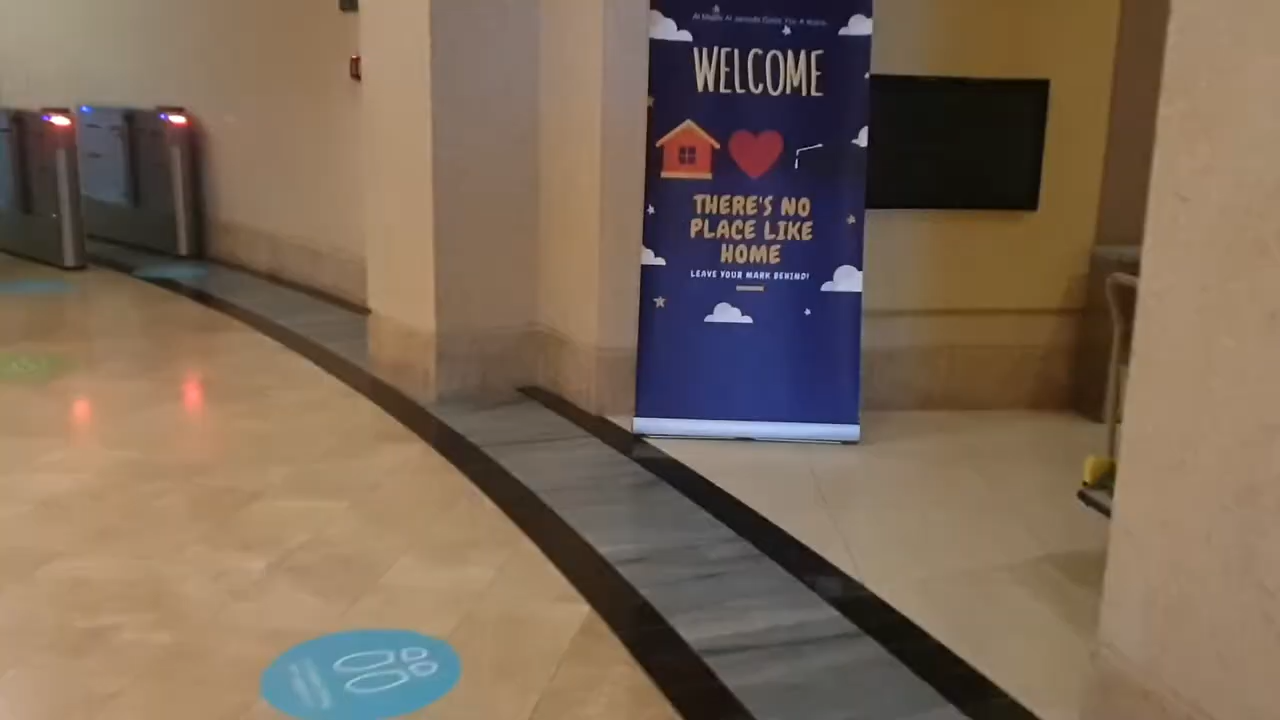 WELCOME
THERE'S NO
PLACE LIKE
HOME
LEAVE YOUR MARK BEHIND!